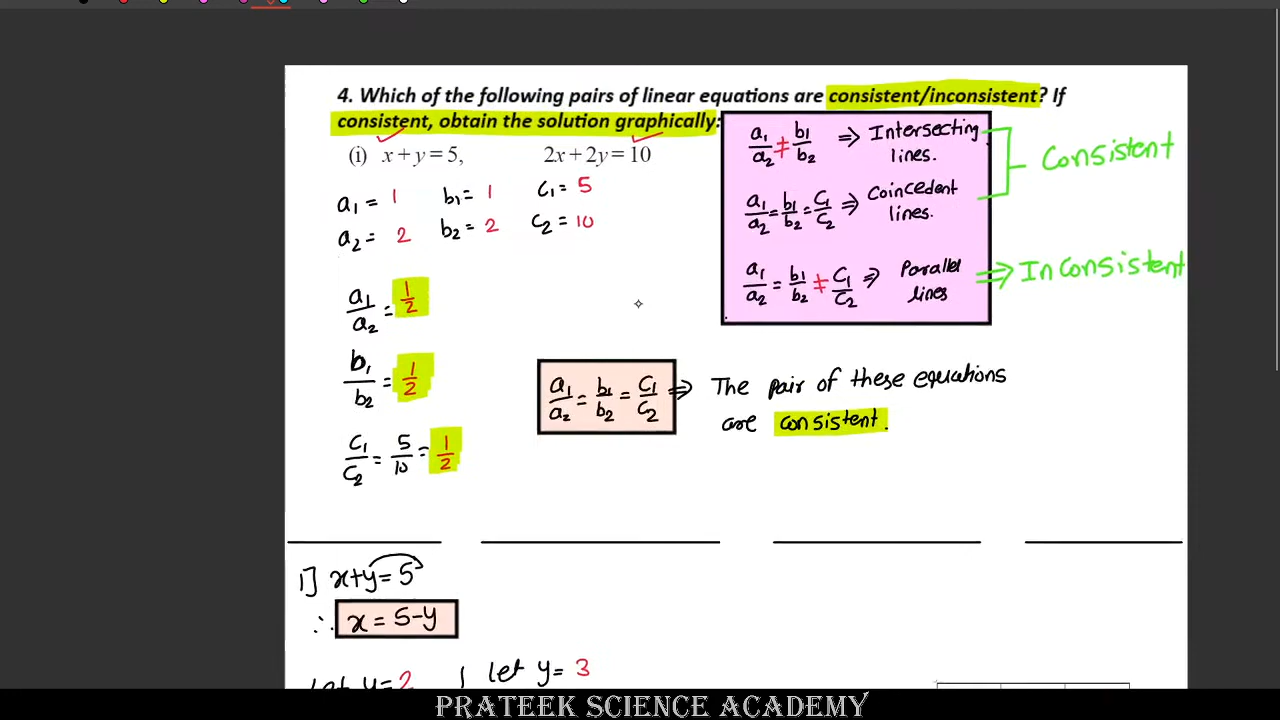 4. Which of the following pairs of linear equations are consistent/inconsistent? If
consistent, obtain the solution graphically:
(i) x + y = 5, 2x + 2y = 10
a₁ = 1 b₁ = 1 c₁ = 5
a₂ = 2 b₂ = 2 c₂ = 10
a₁/a₂ ≠ b₁/b₂ ⇒ Intersecting
lines.
a₁/a₂ = b₁/b₂ = c₁/c₂ ⇒ Coincedent
lines.
Consistent
a₁/a₂ = b₁/b₂ ≠ c₁/c₂ ⇒ Parallel
lines
⇒ Inconsistent
a₁/a₂ = 1/2
b₁/b₂ = 1/2
c₁/c₂ = 5/10 = 1/2
a₁/a₂ = b₁/b₂ = c₁/c₂ ⇒ The pair of these equations
are consistent.
1] x+y = 5
∴ x = 5-y
let y=2 let y= 3
PRATEEK SCIENCE ACADEMY